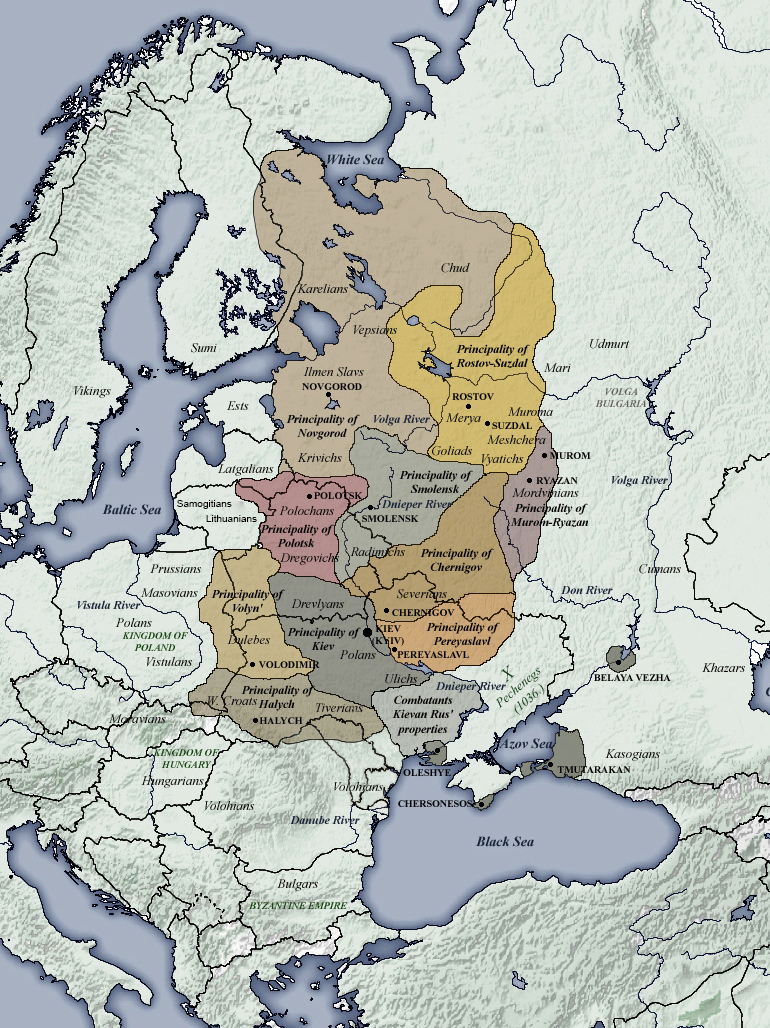 White Sea
Chud
Karelians
Vepsians
Sumi
Udmurt
Principality of
Rostov-Suzdal
Mari
Ilmen Slavs
NOVGOROD
Vikings
VOLGA
BULGARIA
ROSTOV
Ests
Merya
Muroma
Principality of
Novgorod
Volga River
SUZDAL
Meshchera
Goliads
Vyatichs
MUROM
Krivichs
Latgalians
Principality of
Smolensk
RYAZAN
Volga River
Mordvinians
POLOTSK
Samogitians
Dnieper River
Baltic Sea
Polochans
Principality of
Murom-Ryazan
Lithuanians
SMOLENSK
Principality of
Polotsk
Radimichs
Dregovichs
Principality of
Chernigov
Prussians
Cumans
Masovians
Don River
Principality of
Volyn'
Severians
Vistula River
Drevlyans
CHERNIGOV
Polans
KINGDOM OF
POLAND
Dulebes
Principality of
Kiev
KIEV
(KYIV)
Principality of
Pereyaslavl
Vistulans
Polans
PEREYASLAVL
VOLODIMIR
Khazars
X
Pechenegs
(1036.)
BELAYA VEZHA
Ulichs
Dnieper River
Principality of
Halych
W. Croats
Combatants
Kievan Rus'
properties
Tiverians
Moravians
HALYCH
Azov Sea
KINGDOM OF
HUNGARY
Kasogians
Hungarians
OLESHYE
TMUTARAKAN
Volohians
Volohians
CHERSONESOS
Danube River
Black Sea
Bulgars
BYZANTINE EMPIRE